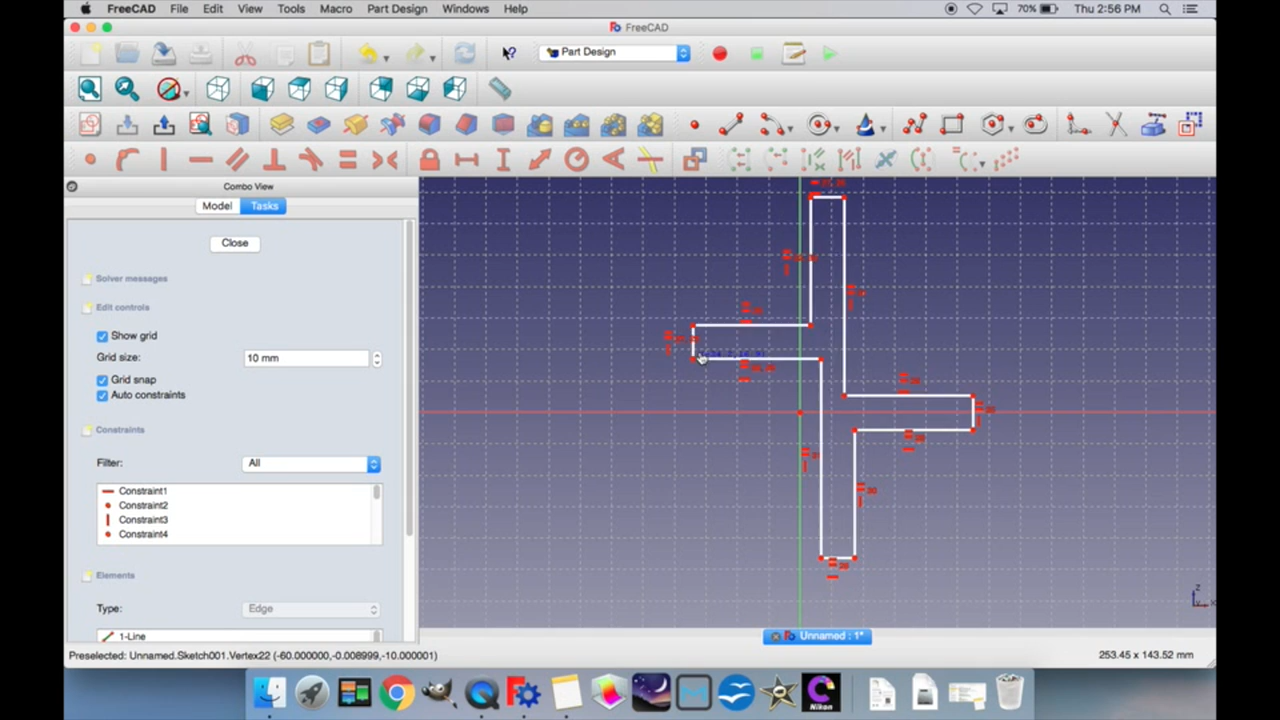 FreeCAD File Edit View Tools Macro Part Design Windows Help 70% Thu 2:56 PM
FreeCAD
Part Design
Combo View
Model Tasks
Close
Solver messages
Edit controls
Show grid
Grid size: 10 mm
Grid snap
Auto constraints
Constraints
Filter: All
Constraint1
Constraint2
Constraint3
Constraint4
Elements
Type: Edge
1-Line
Unnamed : 1*
Preselected: Unnamed.Sketch001.Vertex22 (-60.000000,-0.008999,-10.000001)
253.45 x 143.52 mm
Nikon